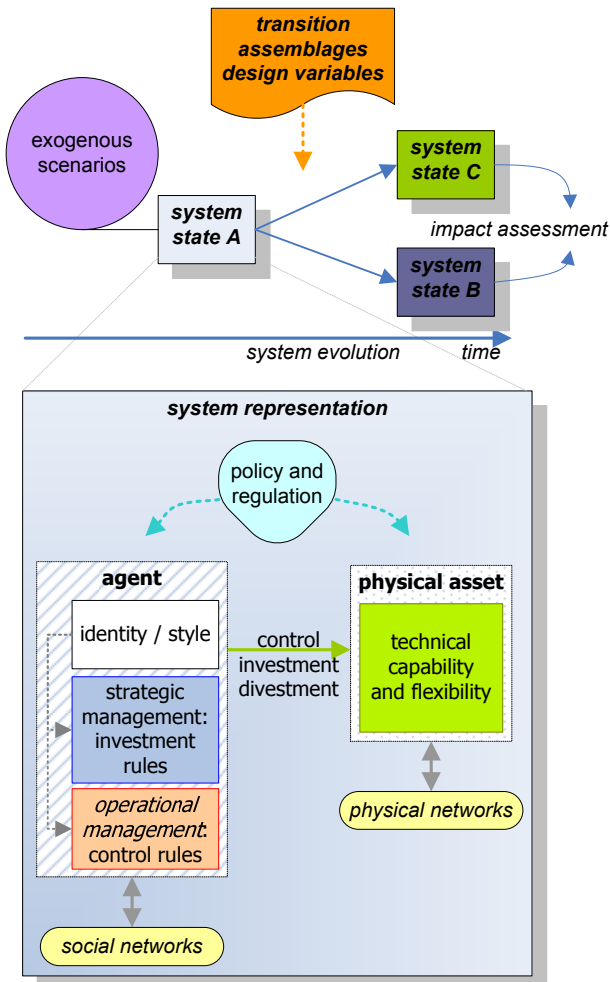 transition
assemblages
design variables
exogenous
scenarios
system
state A
system
state C
impact assessment
system
state B
system evolution
time
system representation
policy and
regulation
agent
physical asset
identity / style
control
investment
divestment
technical
capability
and flexibility
strategic
management:
investment
rules
operational
management:
control rules
physical networks
social networks